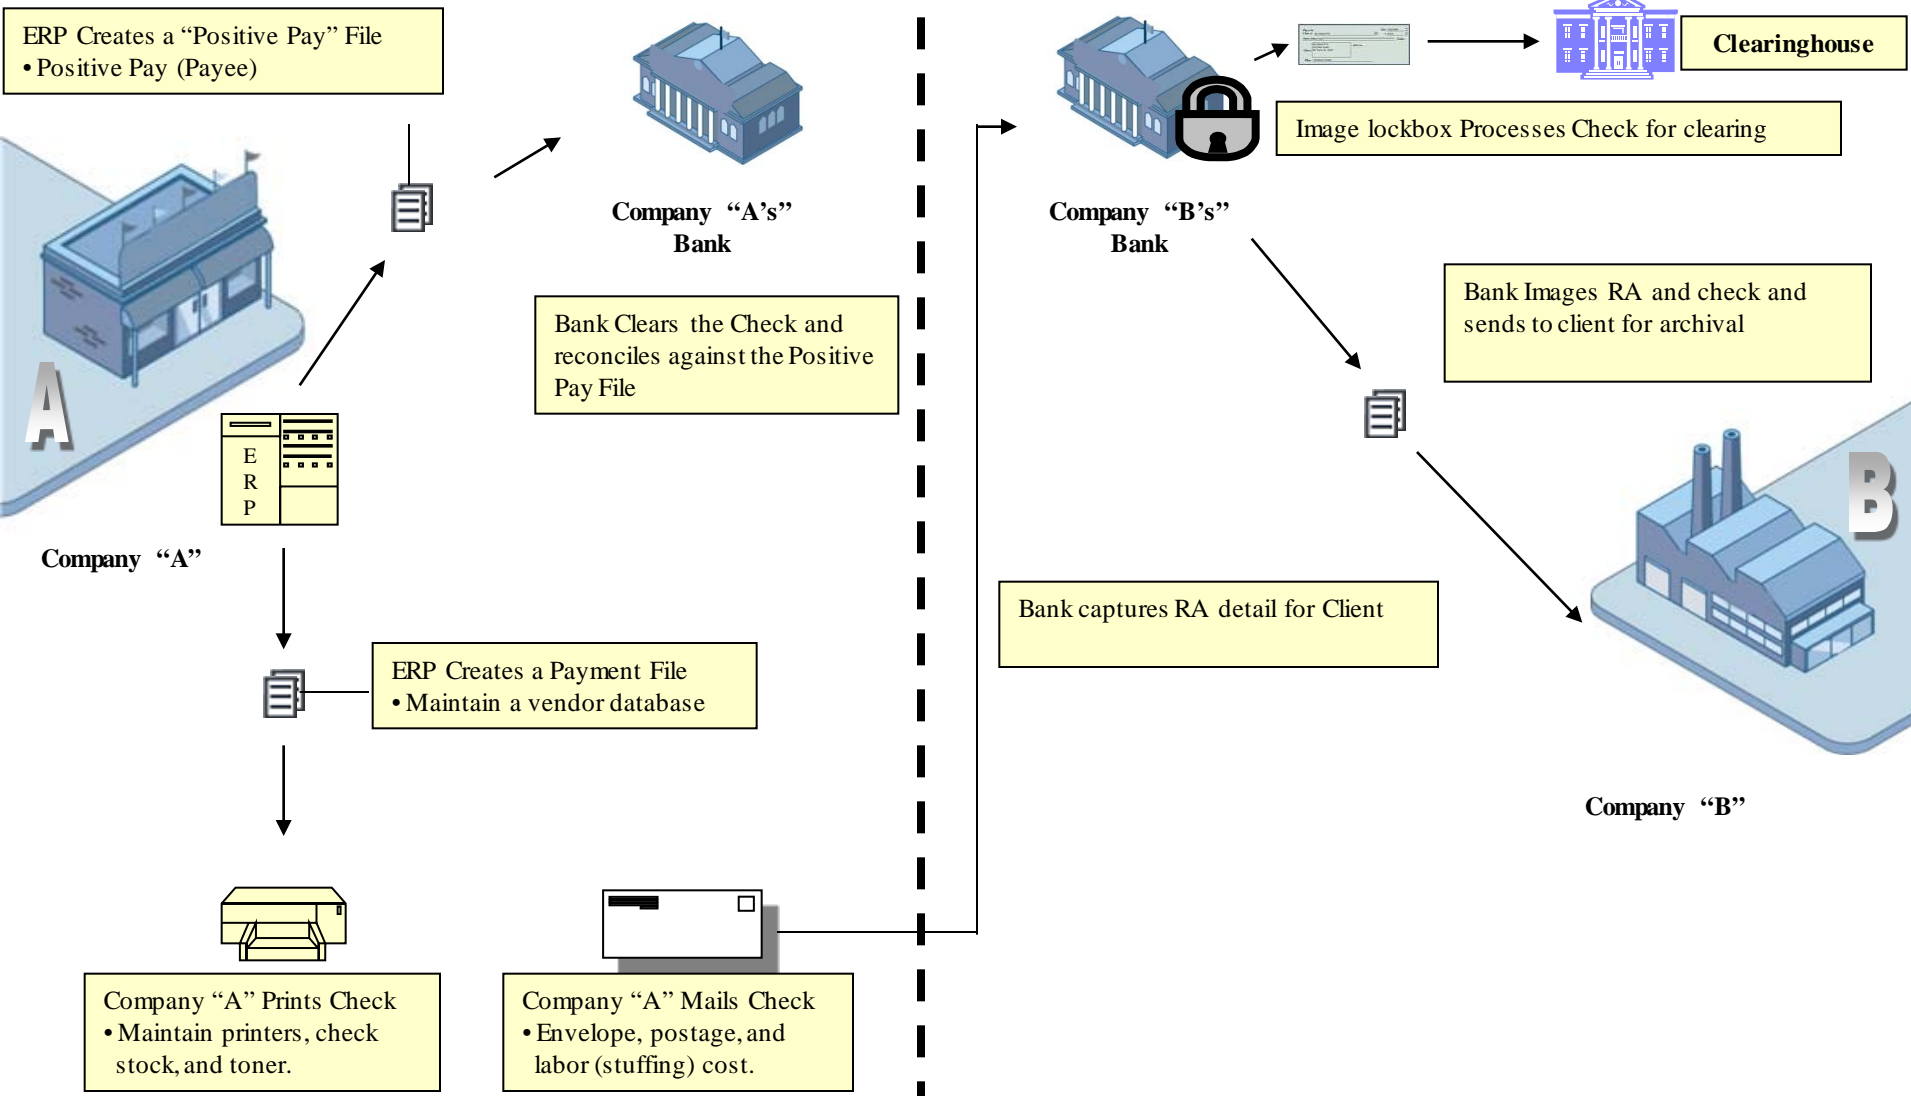 ERP Creates a “Positive Pay” File
• Positive Pay (Payee)
Company “A’s”
Bank
Bank Clears the Check and
reconciles against the Positive
Pay File
A
E
R
P
Company “A”
ERP Creates a Payment File
• Maintain a vendor database
Company “A” Prints Check
• Maintain printers, check
stock, and toner.
Company “A” Mails Check
• Envelope, postage, and
labor (stuffing) cost.
Clearinghouse
Image lockbox Processes Check for clearing
Company “B’s”
Bank
Bank Images RA and check and
sends to client for archival
B
Bank captures RA detail for Client
Company “B”